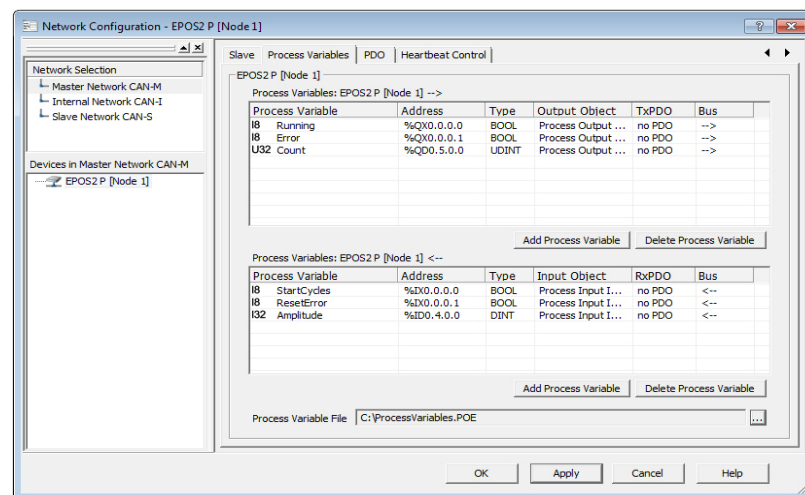 Network Configuration - EPOS2 P [Node 1]
Network Selection
Master Network CAN-M
Internal Network CAN-I
Slave Network CAN-S
Devices in Master Network CAN-M
EPOS2 P [Node 1]
Slave Process Variables PDO Heartbeat Control
EPOS2 P [Node 1]
Process Variables: EPOS2 P [Node 1] -->
Process Variable Address Type Output Object TxPDO Bus
I8 Running %QX0.0.0.0 BOOL Process Output ... no PDO -->
I8 Error %QX0.0.0.1 BOOL Process Output ... no PDO -->
U32 Count %QD0.5.0.0 UDINT Process Output ... no PDO -->
Add Process Variable Delete Process Variable
Process Variables: EPOS2 P [Node 1] <--
Process Variable Address Type Input Object RxPDO Bus
I8 StartCycles %IX0.0.0.0 BOOL Process Input I... no PDO <--
I8 ResetError %IX0.0.0.1 BOOL Process Input I... no PDO <--
I32 Amplitude %ID0.4.0.0 DINT Process Input I... no PDO <--
Add Process Variable Delete Process Variable
Process Variable File C:\ProcessVariables.POE ...
OK Apply Cancel Help